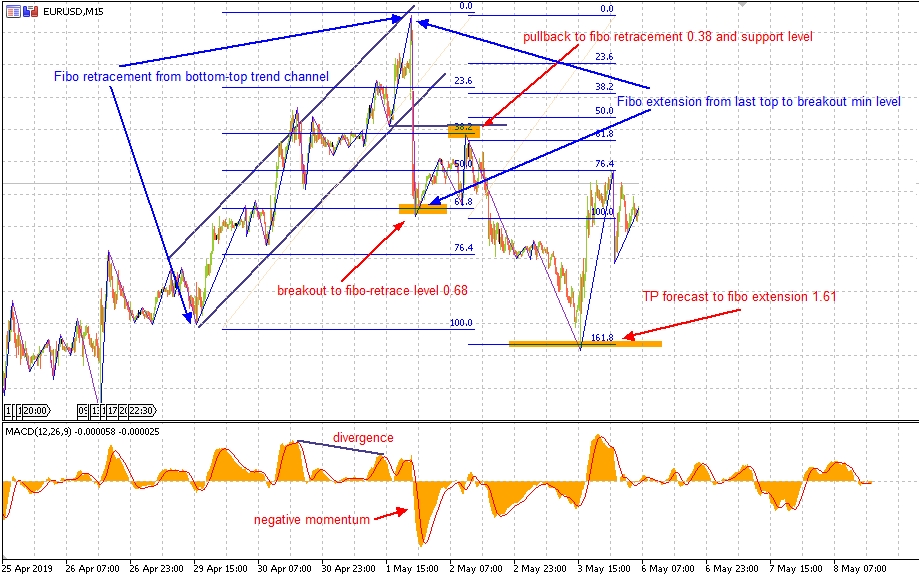 EURUSD,M15
0.0
0.0
pullback to fibo retracement 0.38 and support level
23.6
Fibo retracement from bottom-top trend channel
23.6
38.2
Fibo extension from last top to breakout min level
50.0
38.2
61.8
50.0
76.4
61.8
100.0
76.4
breakout to fibo-retrace level 0.68
TP forecast to fibo extension 1.61
100.0
161.8
20:00
22:30
MACD(12,26,9) -0.000058 -0.000025
divergence
negative momentum
25 Apr 2019
26 Apr 07:00
26 Apr 23:00
29 Apr 15:00
30 Apr 07:00
30 Apr 23:00
1 May 15:00
2 May 07:00
2 May 23:00
3 May 15:00
6 May 07:00
6 May 23:00
7 May 15:00
8 May 07:00